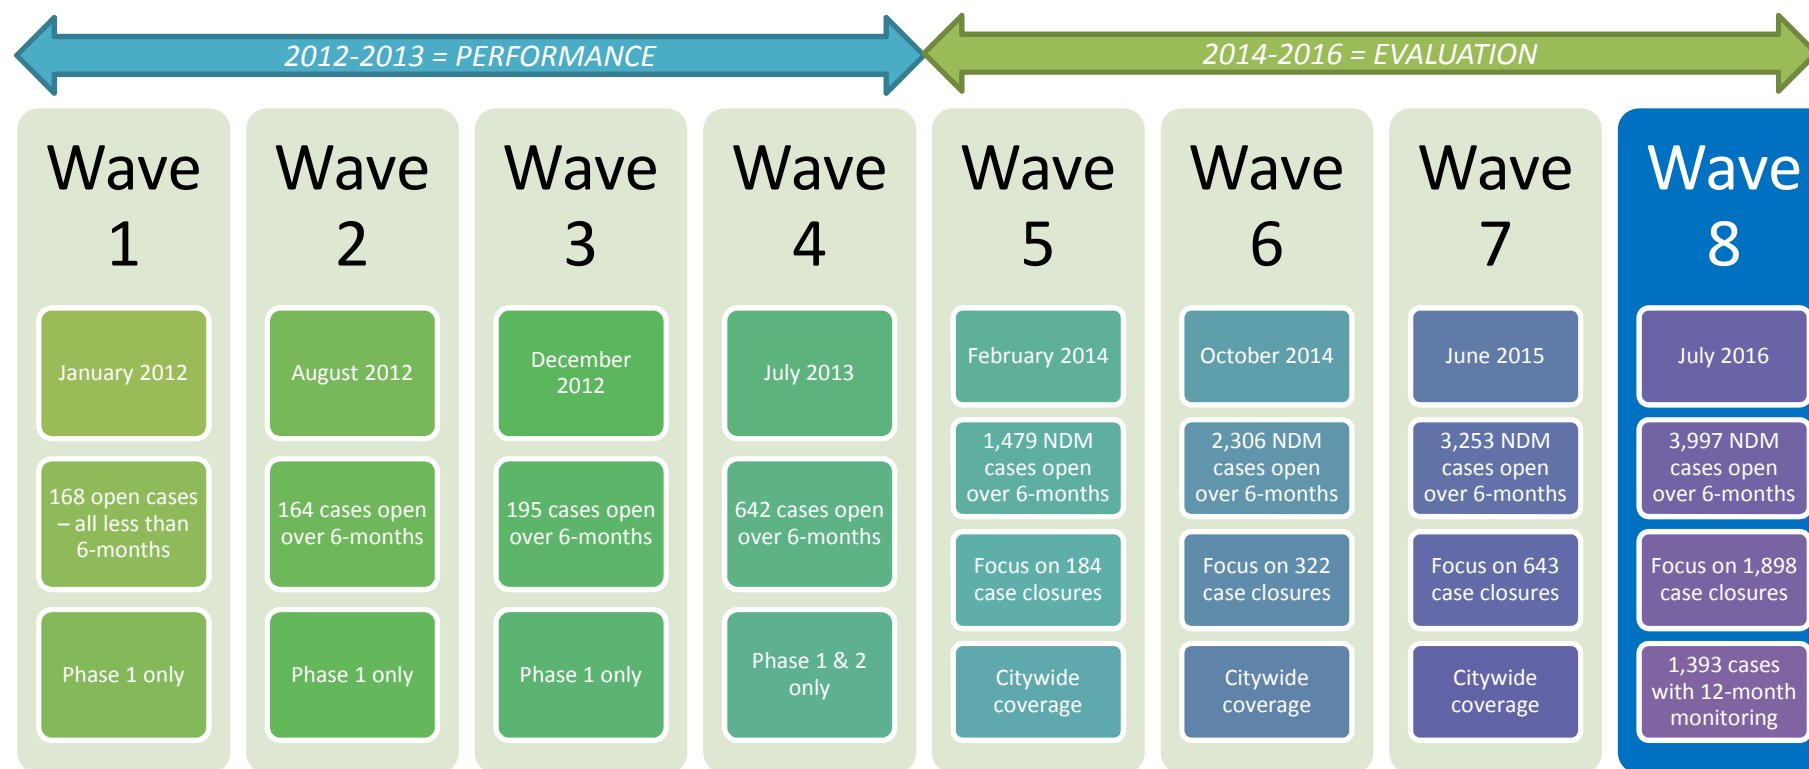 2012-2013 = PERFORMANCE
2014-2016 = EVALUATION
Wave
1
January 2012
168 open cases
– all less than
6-months
Phase 1 only
Wave
2
August 2012
164 cases open
over 6-months
Phase 1 only
Wave
3
December
2012
195 cases open
over 6-months
Phase 1 only
Wave
4
July 2013
642 cases open
over 6-months
Phase 1 & 2
only
Wave
5
February 2014
1,479 NDM
cases open
over 6-months
Focus on 184
case closures
Citywide
coverage
Wave
6
October 2014
2,306 NDM
cases open
over 6-months
Focus on 322
case closures
Citywide
coverage
Wave
7
June 2015
3,253 NDM
cases open
over 6-months
Focus on 643
case closures
Citywide
coverage
Wave
8
July 2016
3,997 NDM
cases open
over 6-months
Focus on 1,898
case closures
1,393 cases
with 12-month
monitoring